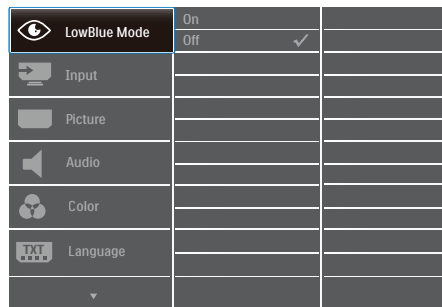 LowBlue Mode
On
Off
Input
Picture
Audio
Color
TXT
Language